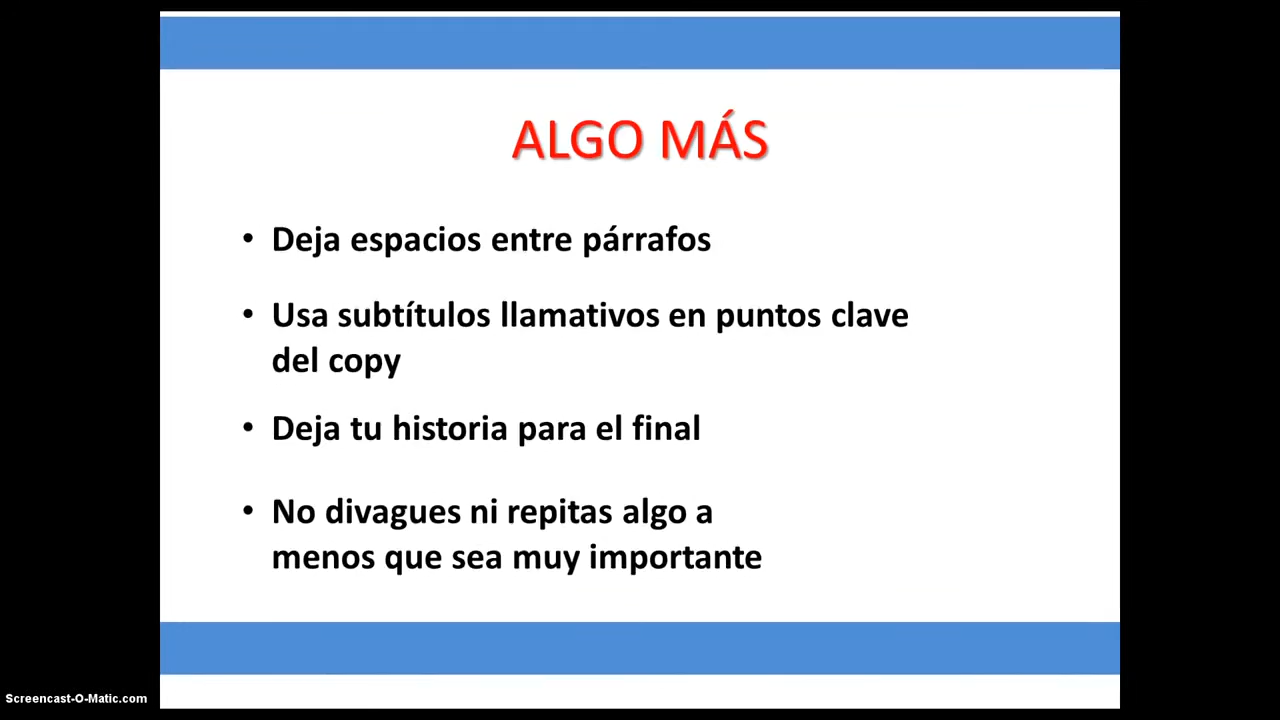 ALGO MÁS
• Deja espacios entre párrafos
• Usa subtítulos llamativos en puntos clave
del copy
• Deja tu historia para el final
• No divagues ni repitas algo a
menos que sea muy importante
Screencast-O-Matic.com